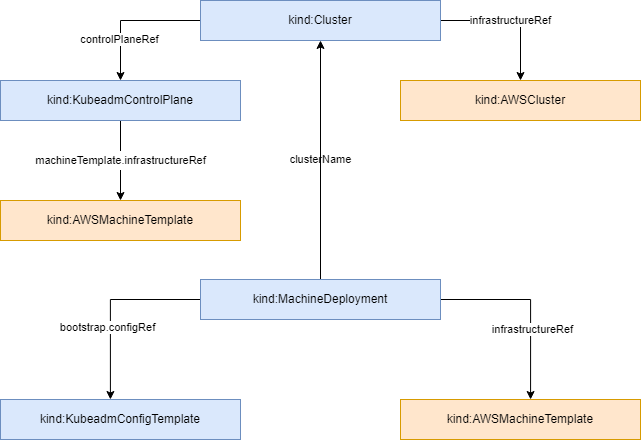 kind:Cluster
controlPlaneRef
infrastructureRef
kind:KubeadmControlPlane
kind:AWSCluster
machineTemplate.infrastructureRef
clusterName
kind:AWSMachineTemplate
kind:MachineDeployment
bootstrap.configRef
infrastructureRef
kind:KubeadmConfigTemplate
kind:AWSMachineTemplate